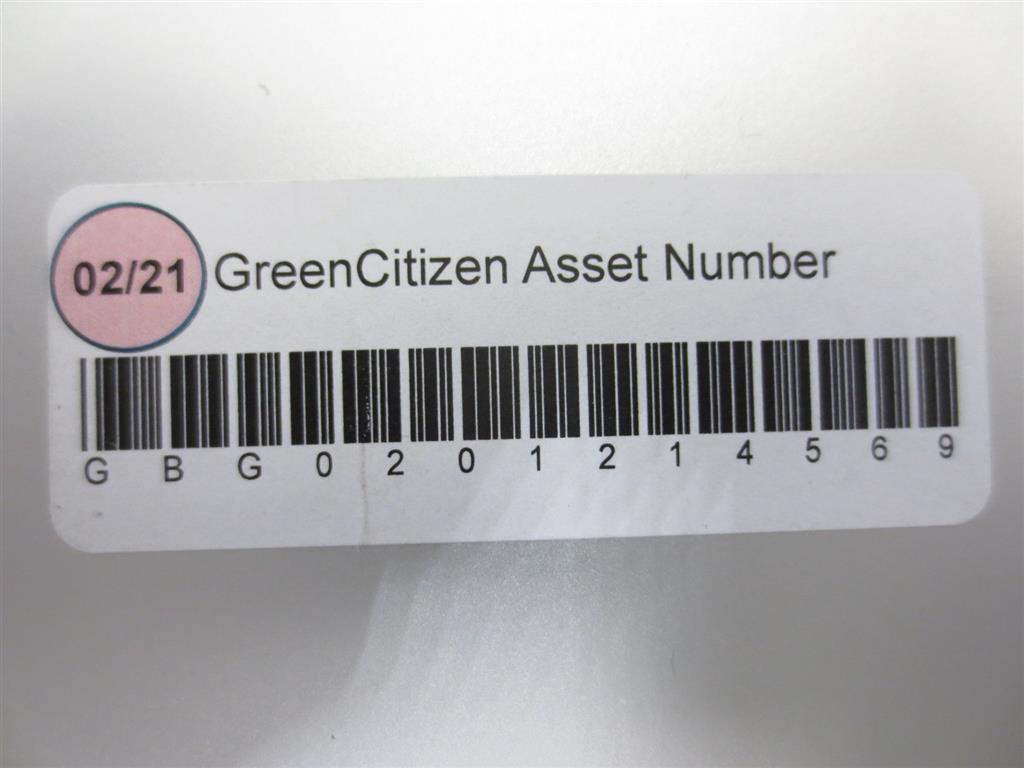 02/21 GreenCitizen Asset Number
G B G 0 2 0 1 2 1 4 5 6 9